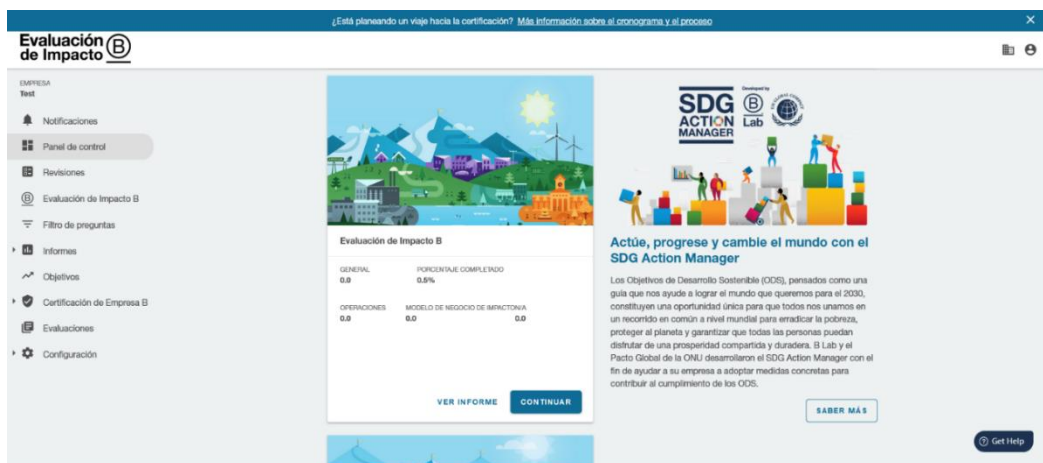 ¿Está planeando un viaje hacia la certificación? Más información sobre el cronograma y el proceso
Evaluación
de Impacto B
EMPRESA
Test
Notificaciones
Panel de control
Revisiones
Evaluación de Impacto B
Filtro de preguntas
Informes
Objetivos
Certificación de Empresa B
Evaluaciones
Configuración
Evaluación de Impacto B
GENERAL
0.0
PORCENTAJE COMPLETADO
0.5%
OPERACIONES
0.0
MODELO DE NEGOCIO DE IMPACTO
0.0
N/A
0.0
VER INFORME
CONTINUAR
SDG
ACTION
MANAGER
Developed by
B
Lab
Actúe, progrese y cambie el mundo con el
SDG Action Manager
Los Objetivos de Desarrollo Sostenible (ODS), pensados como una
guía que nos ayude a lograr el mundo que queremos para el 2030,
constituyen una oportunidad única para que todos nos unamos en
un recorrido en común a nivel mundial para erradicar la pobreza,
proteger al planeta y garantizar que todas las personas puedan
disfrutar de una prosperidad compartida y duradera. B Lab y el
Pacto Global de la ONU desarrollaron el SDG Action Manager con el
fin de ayudar a su empresa a adoptar medidas concretas para
contribuir al cumplimiento de los ODS.
SABER MÁS
Get Help